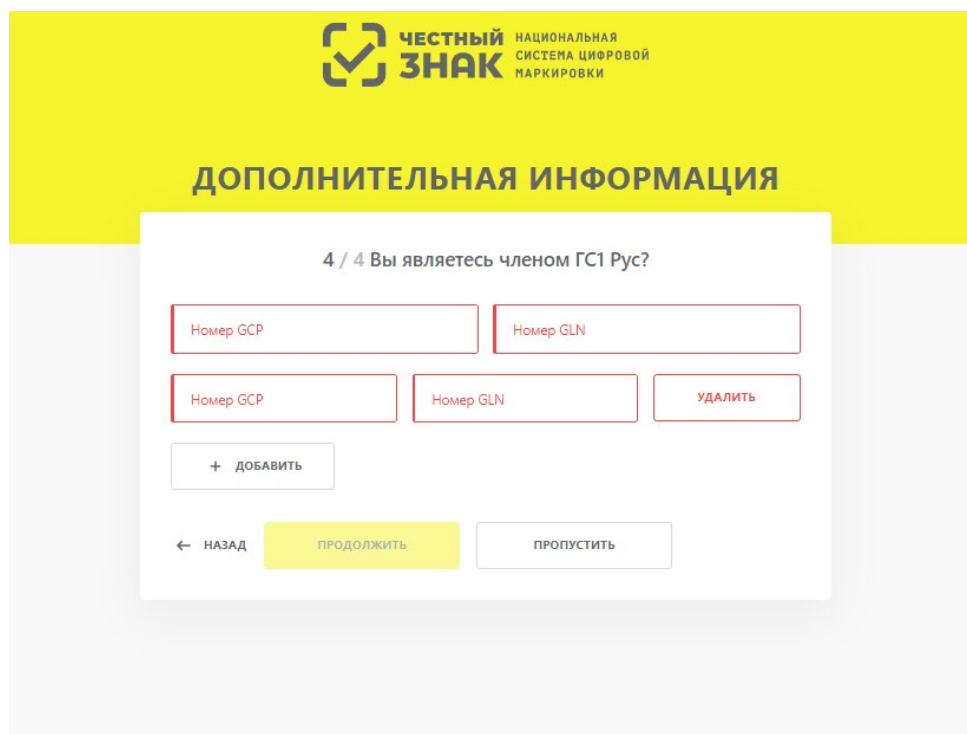 ЧЕСТНЫЙ
ЗНАК
НАЦИОНАЛЬНАЯ
СИСТЕМА ЦИФРОВОЙ
МАРКИРОВКИ
ДОПОЛНИТЕЛЬНАЯ ИНФОРМАЦИЯ
4 / 4 Вы являетесь членом ГС1 Рус?
Номер GCP Номер GLN
Номер GCP Номер GLN УДАЛИТЬ
+ ДОБАВИТЬ
← НАЗАД ПРОДОЛЖИТЬ ПРОПУСТИТЬ